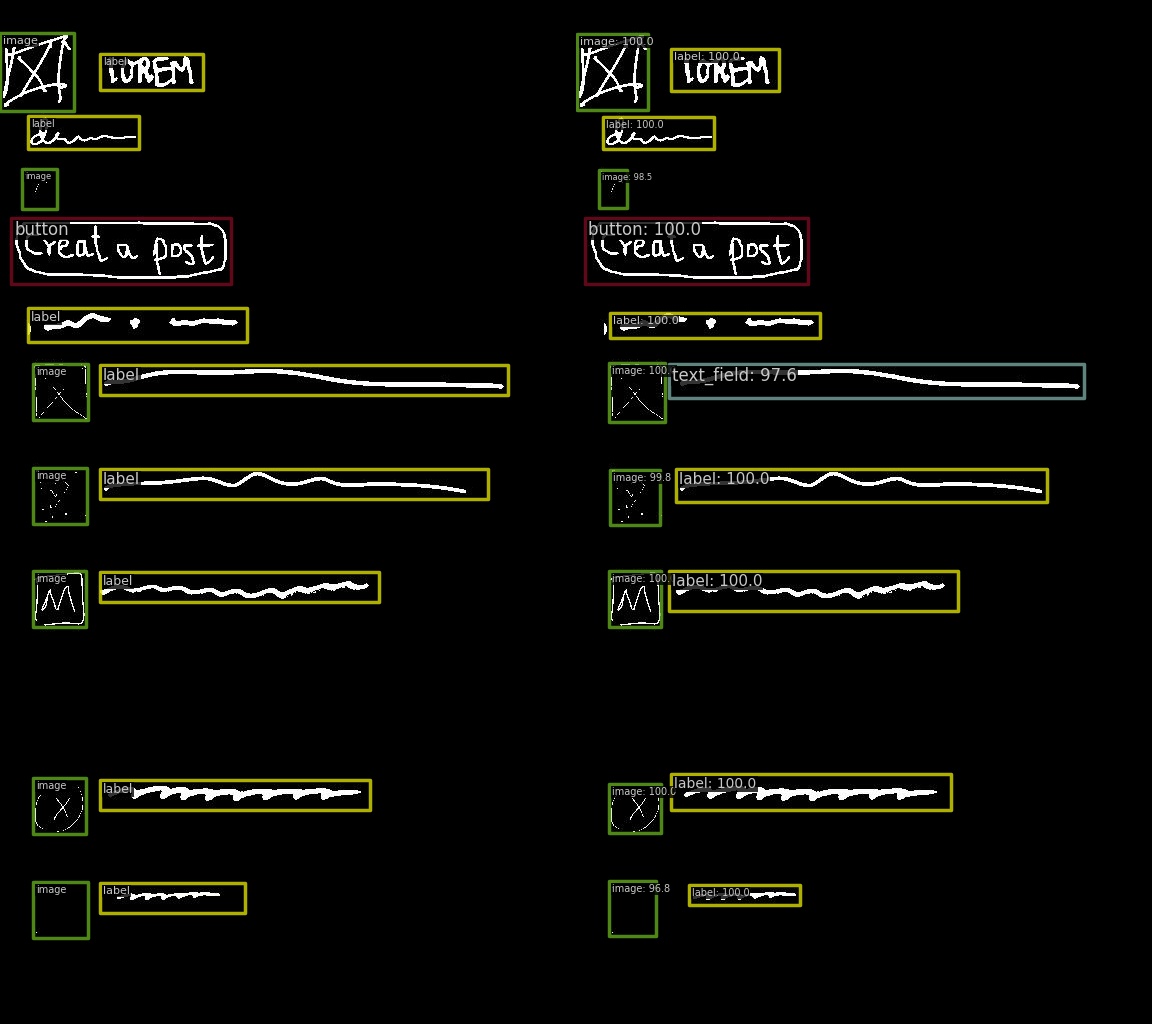 image image: 100.0
label label: 100.0
LOREM LOREM
label label: 100.0
image image: 98.5
button button: 100.0
Creat a post Creat a post
label label: 100.0
image label image: 100. text_field: 97.6
image label image: 99.8 label: 100.0
image label image: 100. label: 100.0
M M
image label image: 100.0 label: 100.0
X X
image label image: 96.8 label: 100.0